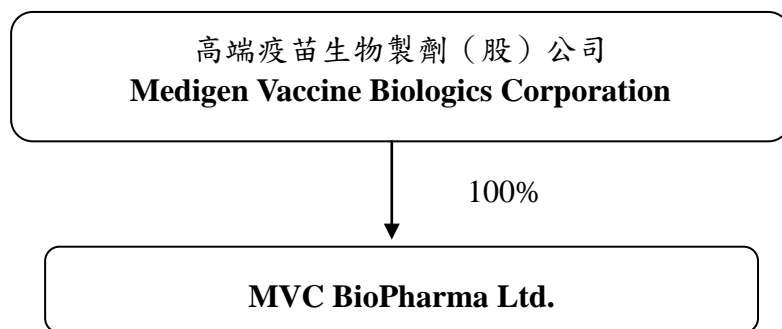 高端疫苗生物製劑（股）公司
Medigen Vaccine Biologics Corporation
100%
MVC BioPharma Ltd.